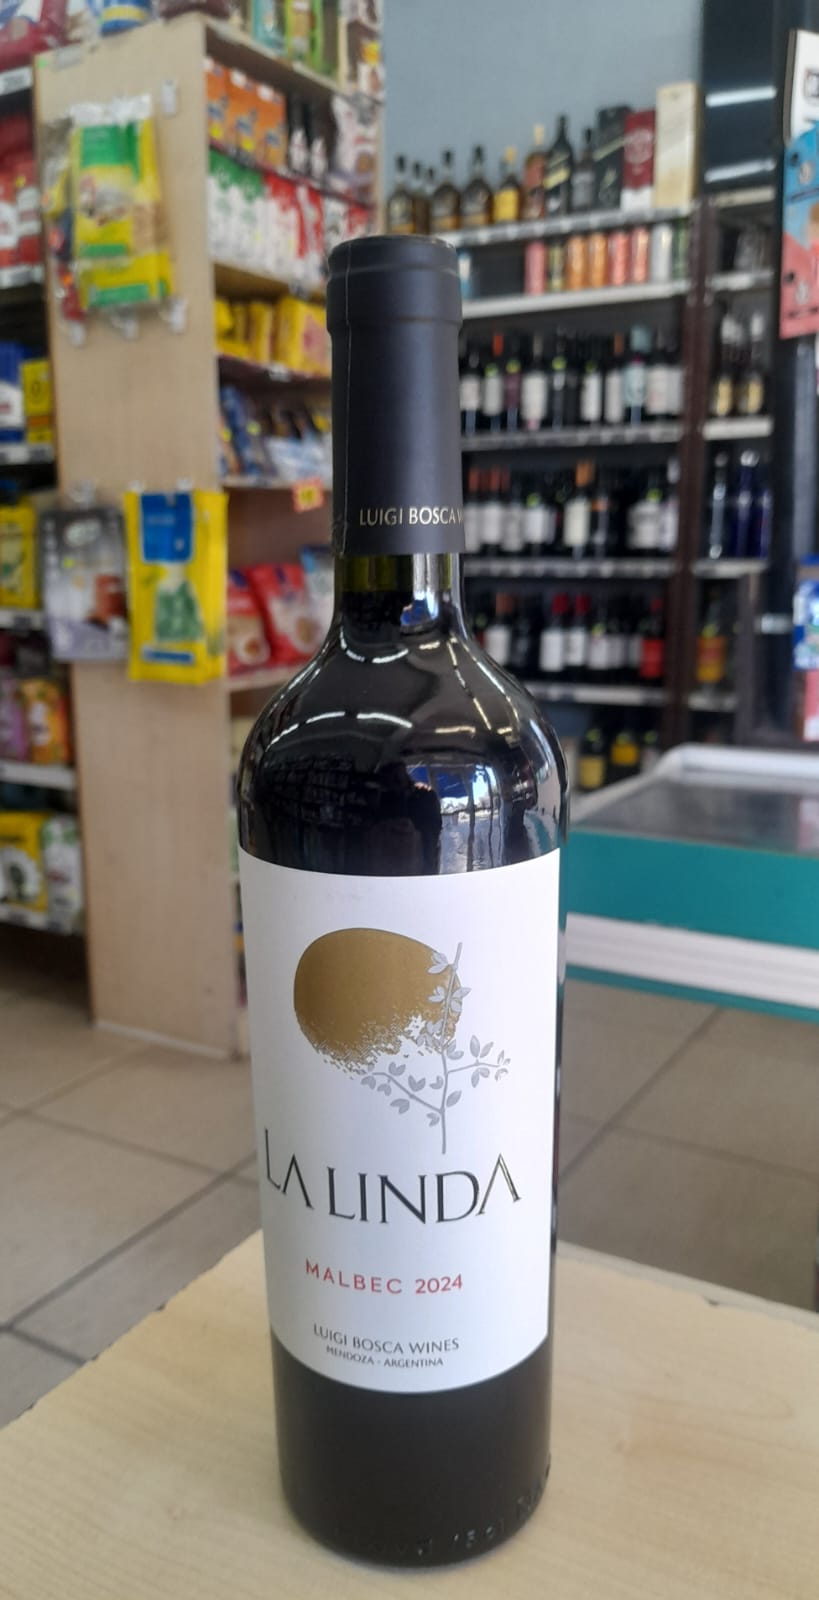 LUIGI BOSCA
LA LINDA
MALBEC 2024
LUIGI BOSCA WINES
MENDOZA - ARGENTINA